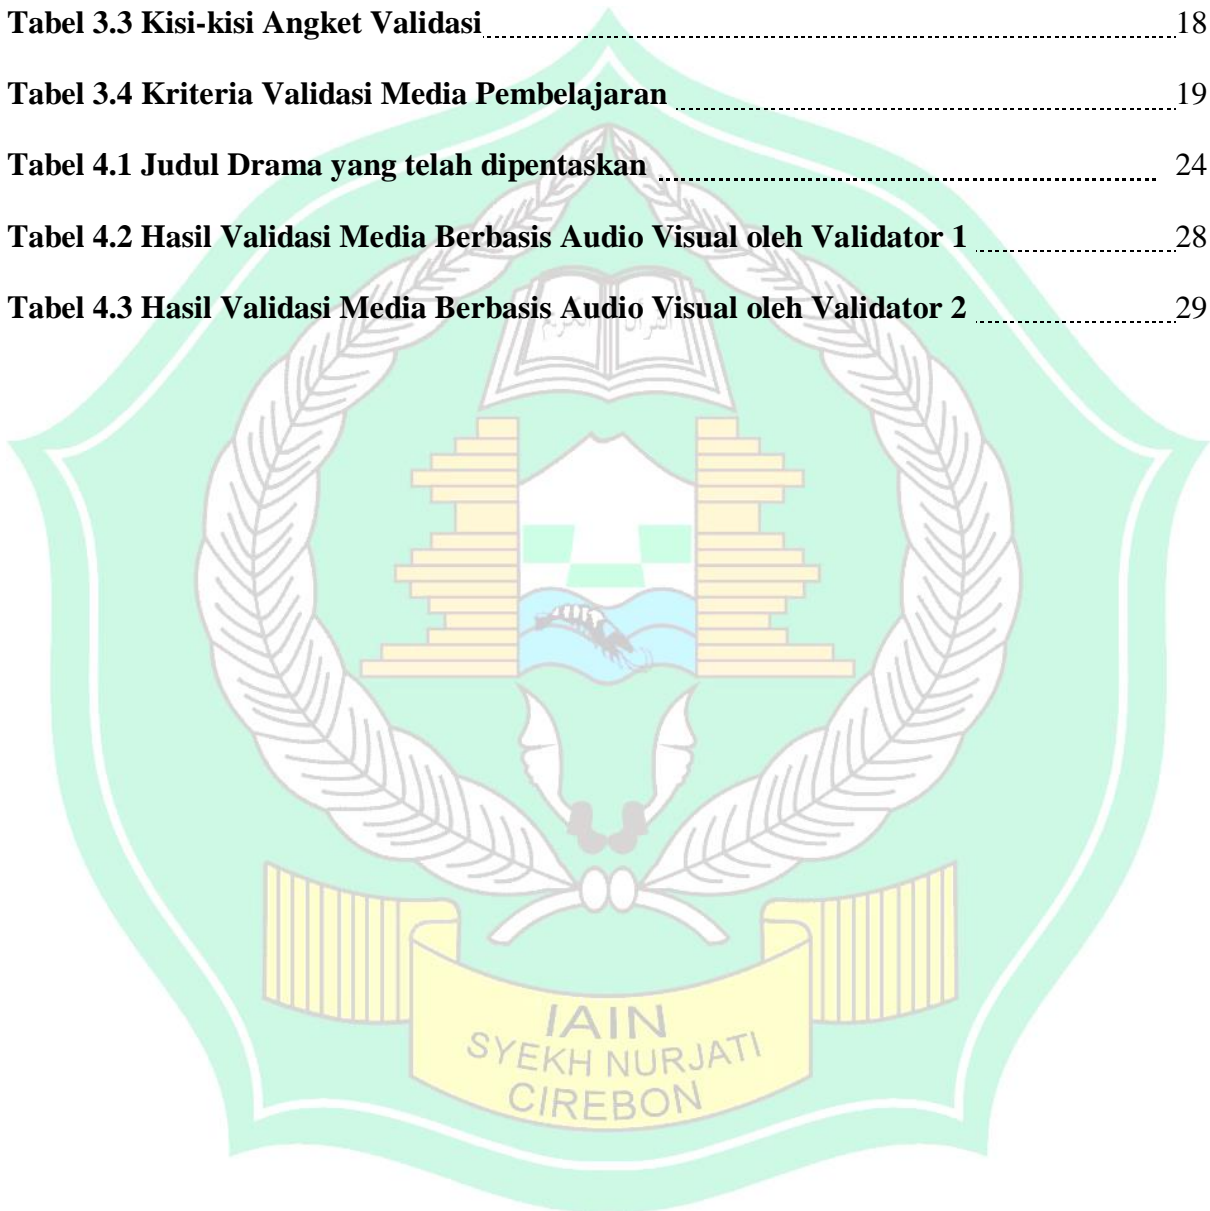 Tabel 3.3 Kisi-kisi Angket Validasi 18
Tabel 3.4 Kriteria Validasi Media Pembelajaran 19
Tabel 4.1 Judul Drama yang telah dipentaskan 24
Tabel 4.2 Hasil Validasi Media Berbasis Audio Visual oleh Validator 1 28
Tabel 4.3 Hasil Validasi Media Berbasis Audio Visual oleh Validator 2 29
القرآن الكريم
IAIN
SYEKH NURJATI
CIREBON